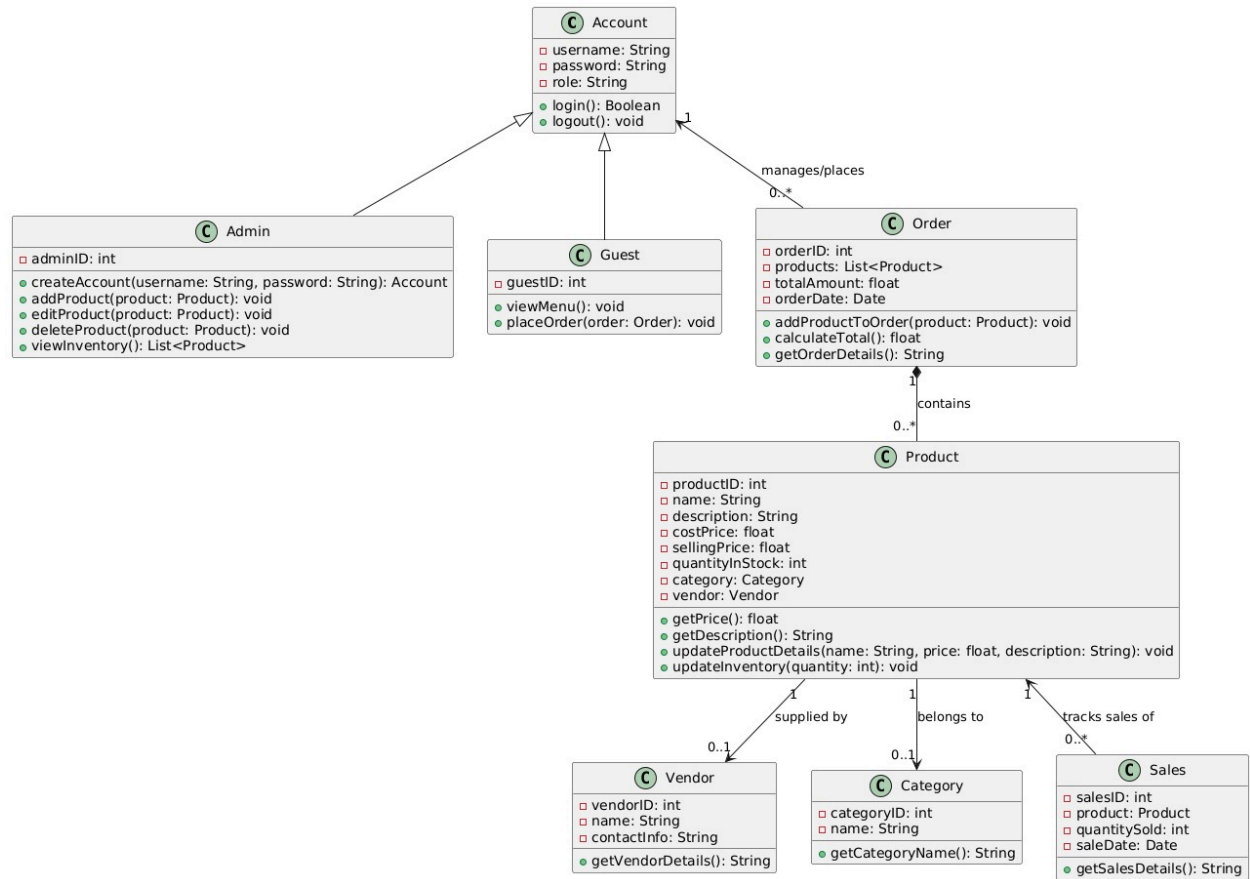 C Account
username: String
password: String
role: String
login(): Boolean
logout(): void
1
manages/places
0..*
C Admin
adminID: int
createAccount(username: String, password: String): Account
addProduct(product: Product): void
editProduct(product: Product): void
deleteProduct(product: Product): void
viewInventory(): List<Product>
C Guest
guestID: int
viewMenu(): void
placeOrder(order: Order): void
C Order
orderID: int
products: List<Product>
totalAmount: float
orderDate: Date
addProductToOrder(product: Product): void
calculateTotal(): float
getOrderDetails(): String
1
contains
0..*
C Product
productID: int
name: String
description: String
costPrice: float
sellingPrice: float
quantityInStock: int
category: Category
vendor: Vendor
getPrice(): float
getDescription(): String
updateProductDetails(name: String, price: float, description: String): void
updateInventory(quantity: int): void
1
supplied by
0..1
1
belongs to
0..1
1
tracks sales of
0..*
C Vendor
vendorID: int
name: String
contactInfo: String
getVendorDetails(): String
C Category
categoryID: int
name: String
getCategoryName(): String
C Sales
salesID: int
product: Product
quantitySold: int
saleDate: Date
getSalesDetails(): String